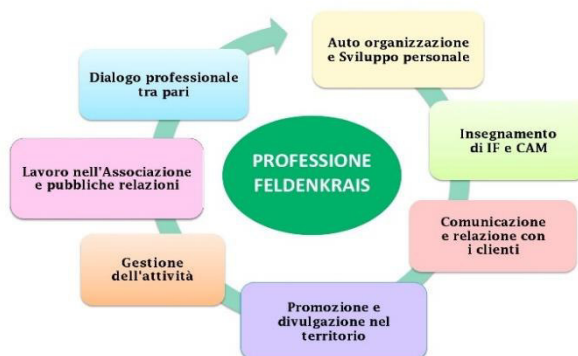 Auto organizzazione
e Sviluppo personale
Insegnamento
di IF e CAM
Comunicazione
e relazione con
i clienti
Promozione e
divulgazione nel
territorio
Gestione
dell'attività
Lavoro nell'Associazione
e pubbliche relazioni
Dialogo professionale
tra pari
PROFESSIONE
FELDENKRAIS